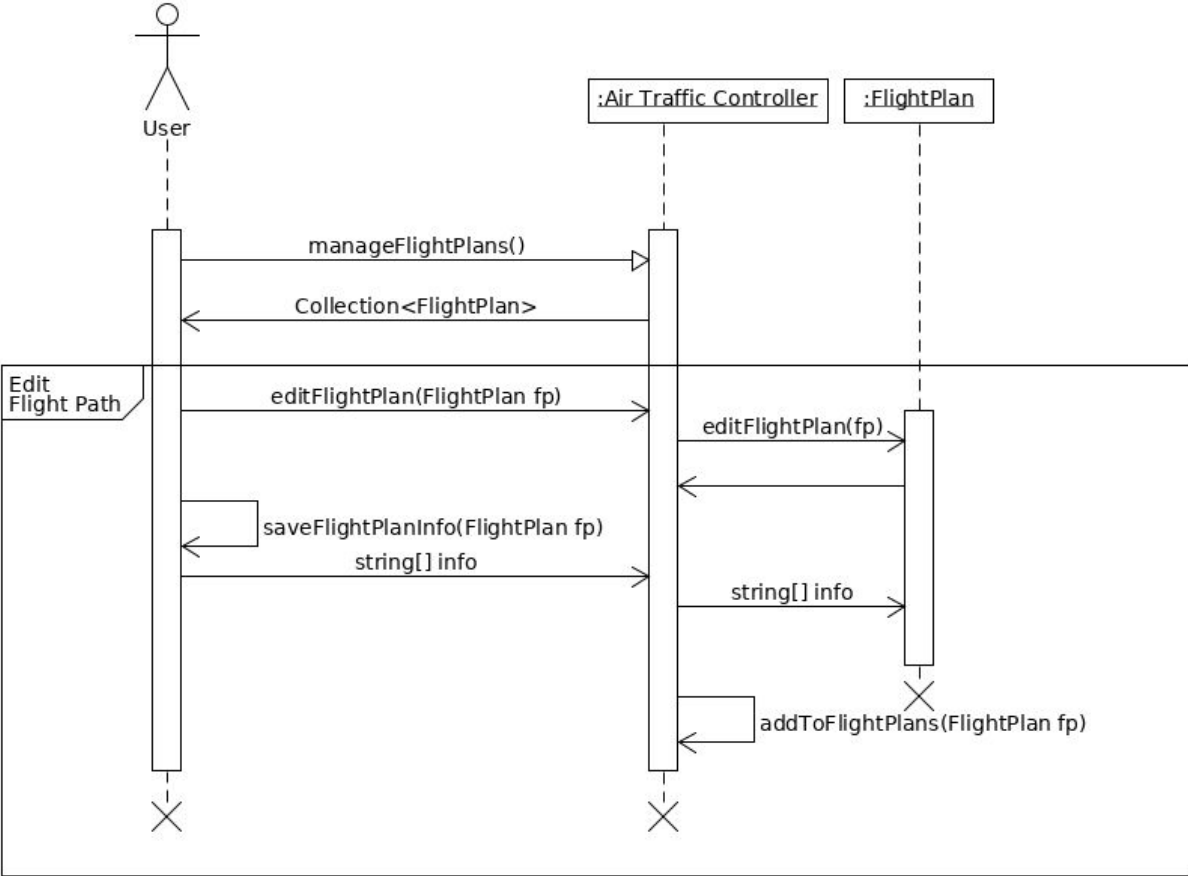 User
:Air Traffic Controller
:FlightPlan
manageFlightPlans()
Collection<FlightPlan>
Edit
Flight Path
editFlightPlan(FlightPlan fp)
editFlightPlan(fp)
saveFlightPlanInfo(FlightPlan fp)
string[] info
string[] info
addToFlightPlans(FlightPlan fp)